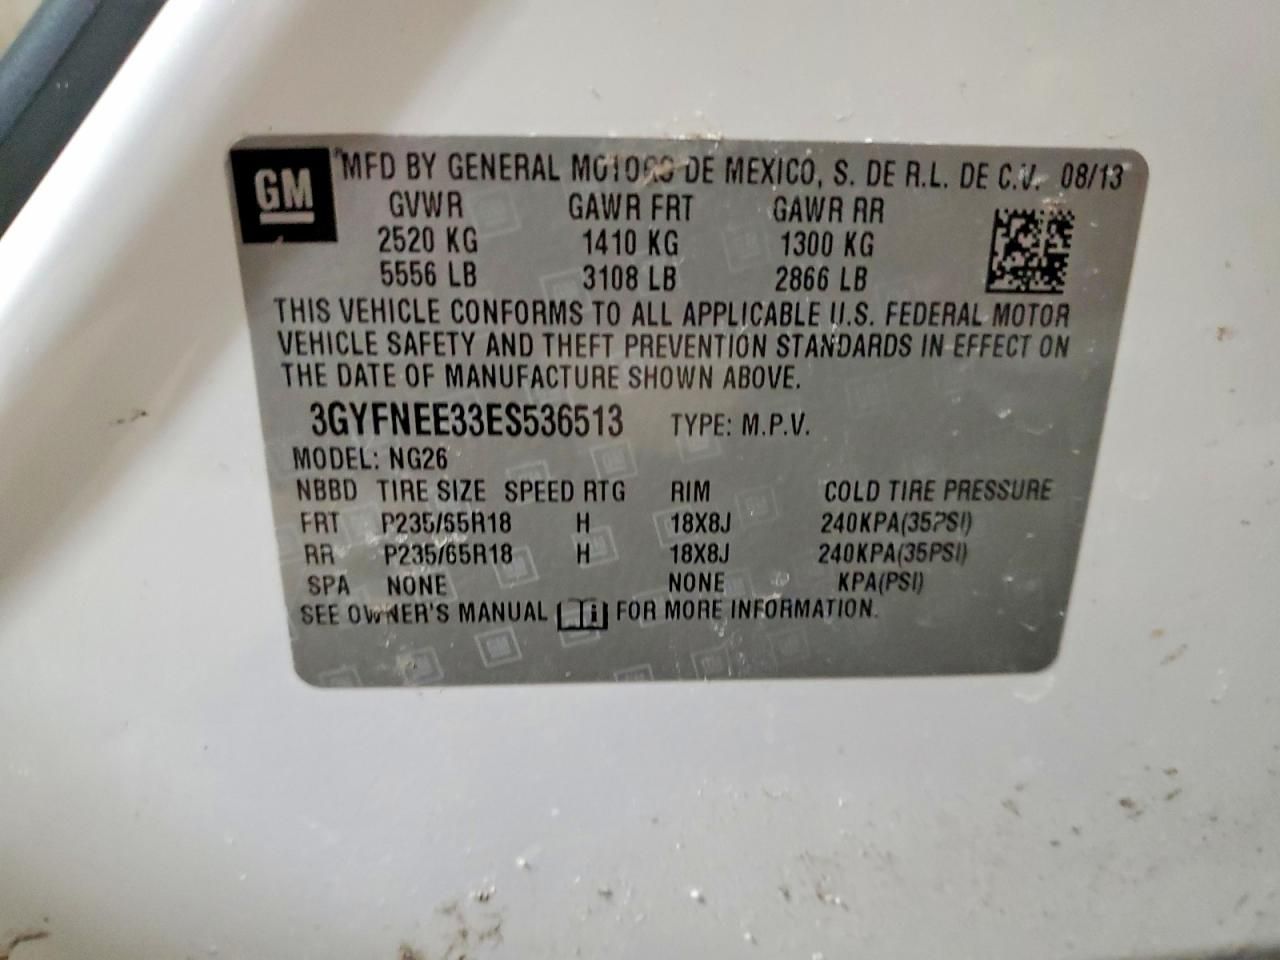 GM
MFD BY GENERAL MOTORS DE MEXICO, S. DE R.L. DE C.V. 08/13
GVWR GAWR FRT GAWR RR
2520 KG 1410 KG 1300 KG
5556 LB 3108 LB 2866 LB
THIS VEHICLE CONFORMS TO ALL APPLICABLE U.S. FEDERAL MOTOR
VEHICLE SAFETY AND THEFT PREVENTION STANDARDS IN EFFECT ON
THE DATE OF MANUFACTURE SHOWN ABOVE.
3GYFNEE33ES536513 TYPE: M.P.V.
MODEL: NG26
NBBD TIRE SIZE SPEED RTG RIM COLD TIRE PRESSURE
FRT P235/65R18 H 18X8J 240KPA(35PSI)
RR P235/65R18 H 18X8J 240KPA(35PSI)
SPA NONE NONE KPA(PSI)
SEE OWNER'S MANUAL FOR MORE INFORMATION.